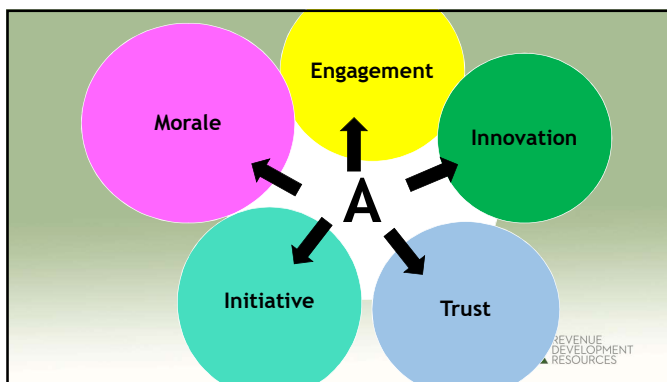 Engagement
Morale
Innovation
A
Initiative
Trust
REVENUE
DEVELOPMENT
RESOURCES